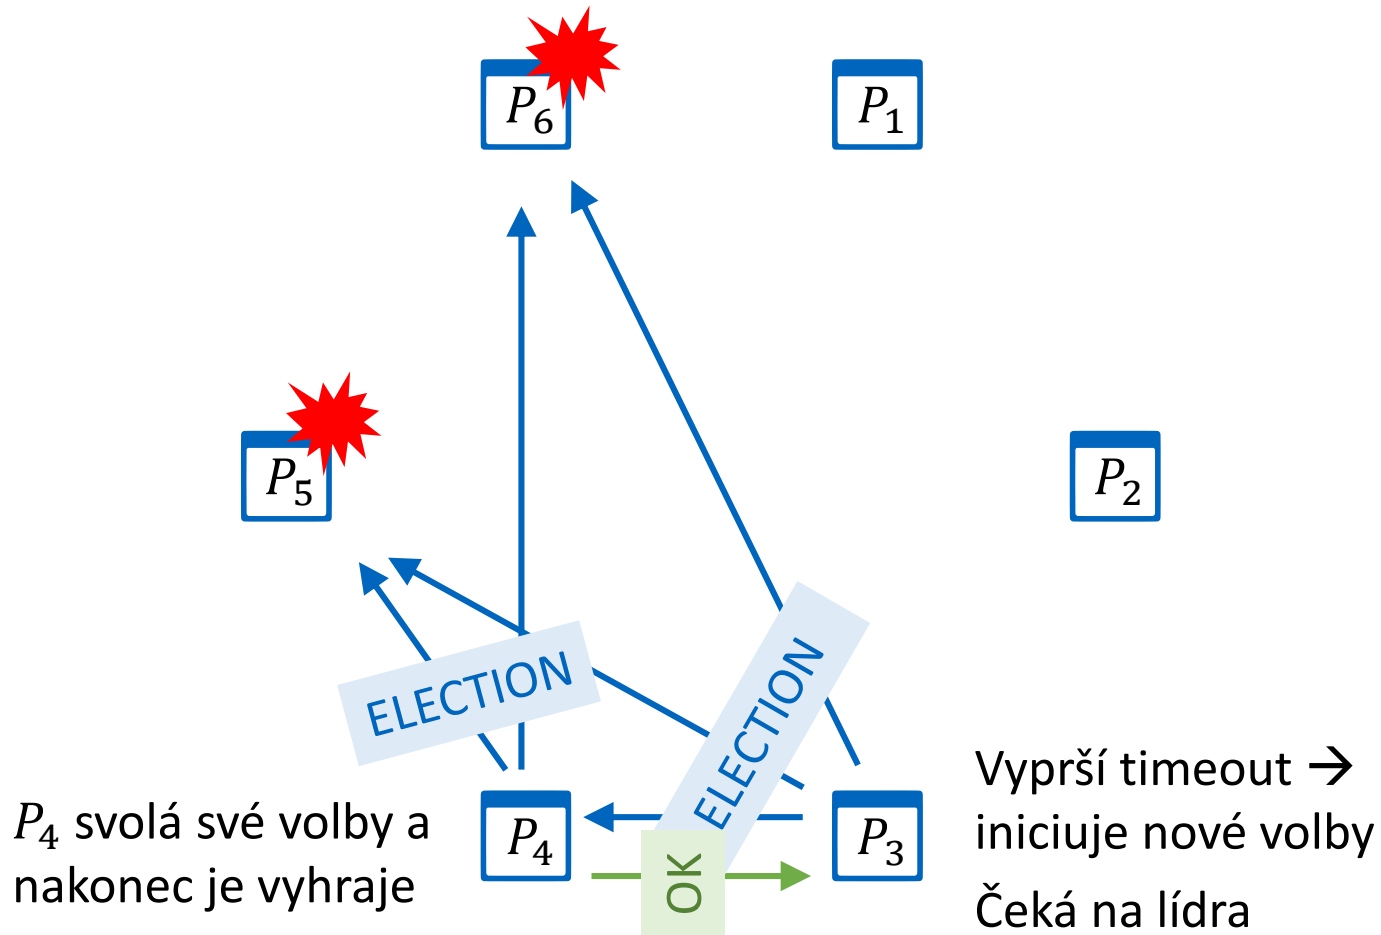 P₆
P₁
P₅
P₂
ELECTION
ELECTION
P₄ svolá své volby a
nakonec je vyhraje
P₄
OK
P₃
Vyprší timeout →
iniciuje nové volby
Čeká na lídra